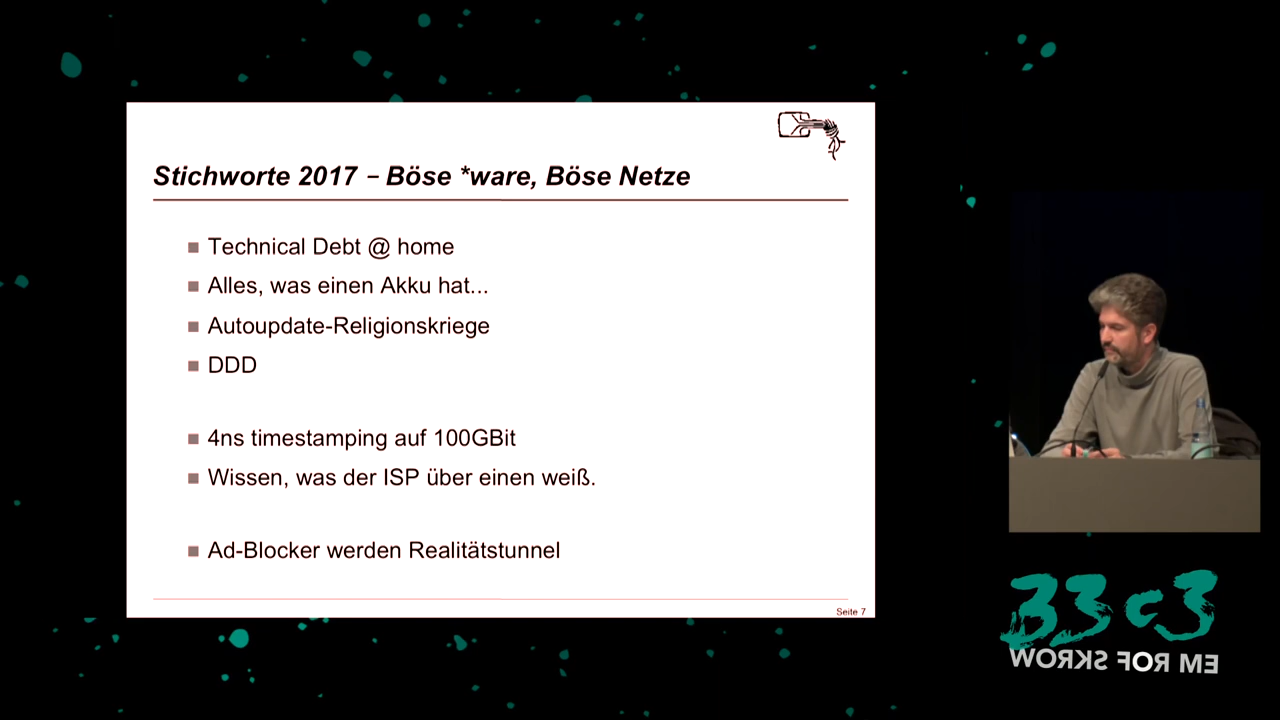 Stichworte 2017 – Böse *ware, Böse Netze
Technical Debt @ home
Alles, was einen Akku hat...
Autoupdate-Religionskriege
DDD
4ns timestamping auf 100GBit
Wissen, was der ISP über einen weiß.
Ad-Blocker werden Realitätstunnel
Seite 7
33c3
WORKS FOR ME